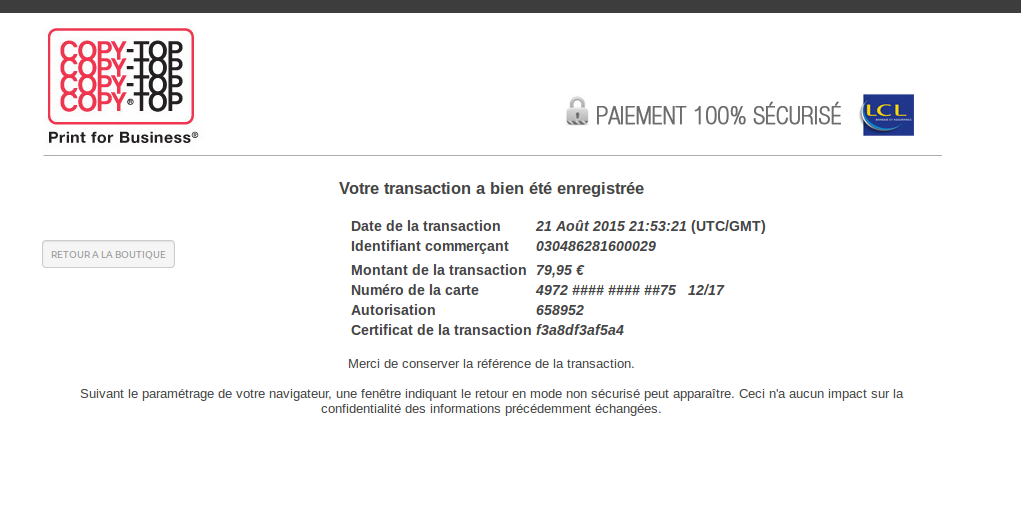 COPY-TOP
COPY-TOP
COPY-TOP
COPY®TOP
Print for Business®
PAIEMENT 100% SÉCURISÉ
LCL
BANQUE ET ASSURANCE
Votre transaction a bien été enregistrée
Date de la transaction 21 Août 2015 21:53:21 (UTC/GMT)
Identifiant commerçant 030486281600029
RETOUR A LA BOUTIQUE
Montant de la transaction 79,95 €
Numéro de la carte 4972 #### #### ##75 12/17
Autorisation 658952
Certificat de la transaction f3a8df3af5a4
Merci de conserver la référence de la transaction.
Suivant le paramétrage de votre navigateur, une fenêtre indiquant le retour en mode non sécurisé peut apparaître. Ceci n'a aucun impact sur la
confidentialité des informations précédemment échangées.